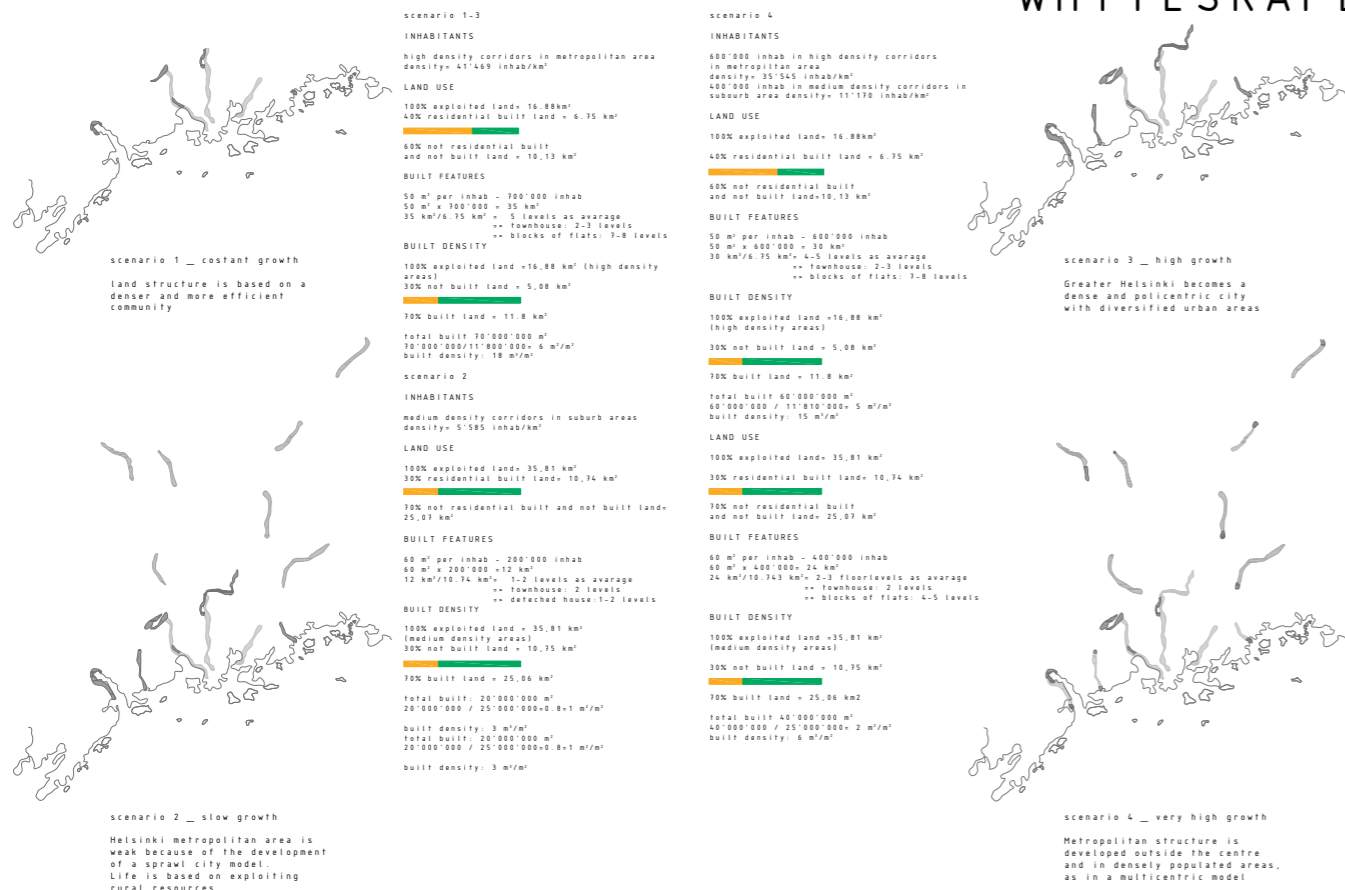 scenario 1-3
INHABITANTS
high density corridors in metropolitan area
density= 41'469 inhab/km²
LAND USE
100% exploited land= 16.88km²
40% residential built land = 6.75 km²
60% not residential built
and not built land = 10,13 km²
BUILT FEATURES
50 m² per inhab - 700'000 inhab
50 m² x 700'000 = 35 km²
35 km²/6.75 km² = 5 levels as avarage
=> townhouse: 2-3 levels
=> blocks of flats: 7-8 levels
BUILT DENSITY
100% exploited land =16,88 km² (high density
areas)
30% not built land = 5,08 km²
70% built land = 11.8 km²
total built 70'000'000 m²
70'000'000/11'800'000= 6 m²/m²
built density: 18 m³/m²
scenario 2
INHABITANTS
medium density corridors in suburb areas
density= 5'585 inhab/km²
LAND USE
100% exploited land= 35,81 km²
30% residential built land= 10,74 km²
70% not residential built and not built land=
25,07 km²
BUILT FEATURES
60 m² per inhab - 200'000 inhab
60 m² x 200'000 =12 km²
12 km²/10.74 km²= 1-2 levels as avarage
=> townhouse: 2 levels
=> deteched house:1-2 levels
BUILT DENSITY
100% exploited land = 35,81 km²
(medium density areas)
30% not built land = 10,75 km²
70% built land = 25,06 km²
total built: 20'000'000 m²
20'000'000 / 25'000'000=0.8=1 m²/m²
built density: 3 m³/m²
total built: 20'000'000 m²
20'000'000 / 25'000'000=0.8=1 m²/m²
built density: 3 m³/m²
scenario 4
INHABITANTS
600'000 inhab in high density corridors
in metropiltan area
density= 35'545 inhab/km²
400'000 inhab in medium density corridors in
suburb area density= 11'170 inhab/km²
LAND USE
100% exploited land= 16.88km²
40% residential built land = 6.75 km²
60% not residential built
and not built land=10,13 km²
BUILT FEATURES
50 m² per inhab - 600'000 inhab
50 m² x 600'000 = 30 km²
30 km²/6.75 km²= 4-5 levels as avarage
=> townhouse: 2-3 levels
=> blocks of flats: 7-8 levels
BUILT DENSITY
100% exploited land =16,88 km²
(high density areas)
30% not built land = 5,08 km²
70% built land = 11.8 km²
total built 60'000'000 m²
60'000'000 / 11'810'000= 5 m²/m²
built density: 15 m³/m²
LAND USE
100% exploited land= 35,81 km²
30% residential built land= 10,74 km²
70% not residential built
and not built land= 25,07 km²
BUILT FEATURES
60 m² per inhab - 400'000 inhab
60 m² x 400'000= 24 km²
24 km²/10.743 km²= 2-3 floorlevels as avarage
=> townhouse: 2 levels
=> blocks of flats: 4-5 levels
BUILT DENSITY
100% exploited land =35,81 km²
(medium density areas)
30% not built land = 10,75 km²
70% built land = 25,06 km2
total built 40'000'000 m²
40'000'000 / 25'000'000= 2 m²/m²
built density: 6 m³/m²
scenario 1 _ costant growth
land structure is based on a
denser and more efficient
community
scenario 3 _ high growth
Greater Helsinki becomes a
dense and policentric city
with diversified urban areas
scenario 2 _ slow growth
Helsinki metropolitan area is
weak because of the development
of a sprawl city model.
Life is based on exploiting
rural resources
scenario 4 _ very high growth
Metropolitan structure is
developed outside the centre
and in densely populated areas,
as in a multicentric model